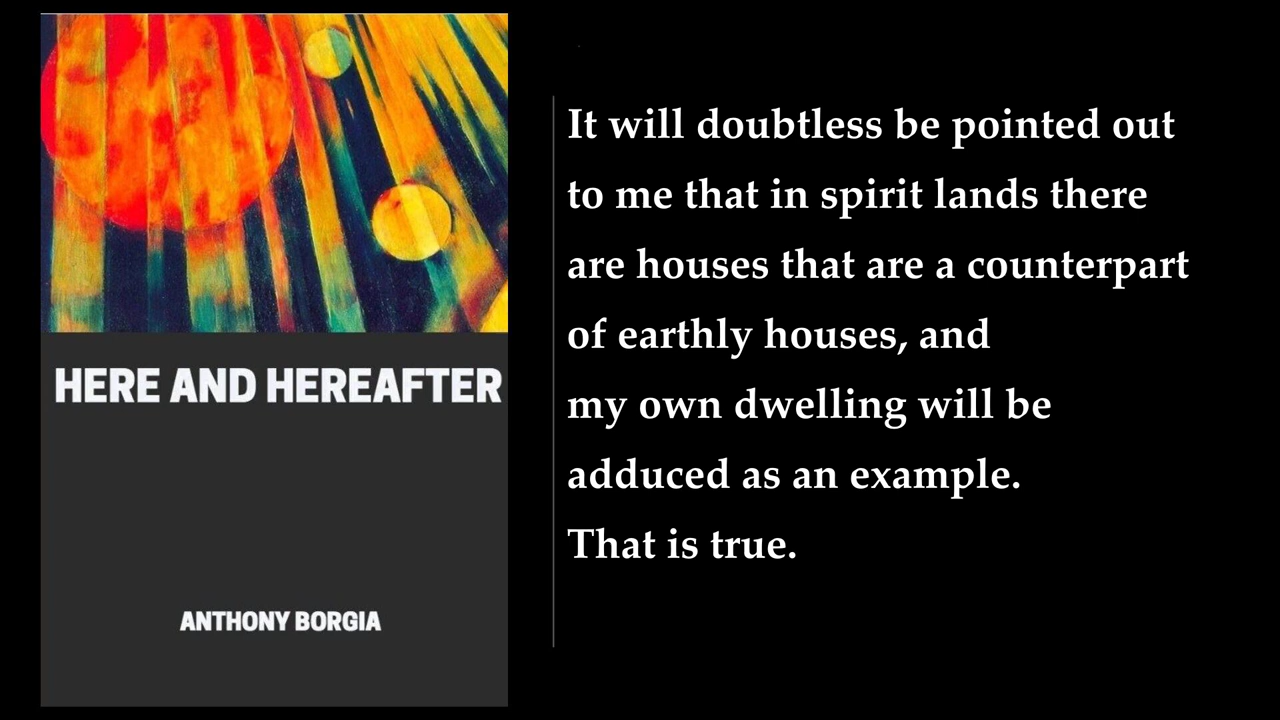 HERE AND HEREAFTER
ANTHONY BORGIA
It will doubtless be pointed out
to me that in spirit lands there
are houses that are a counterpart
of earthly houses, and
my own dwelling will be
adduced as an example.
That is true.